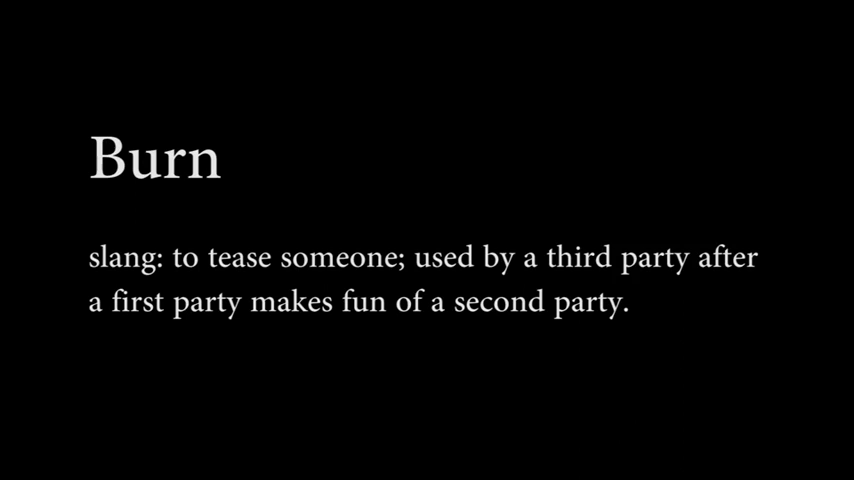 Burn
slang: to tease someone; used by a third party after
a first party makes fun of a second party.